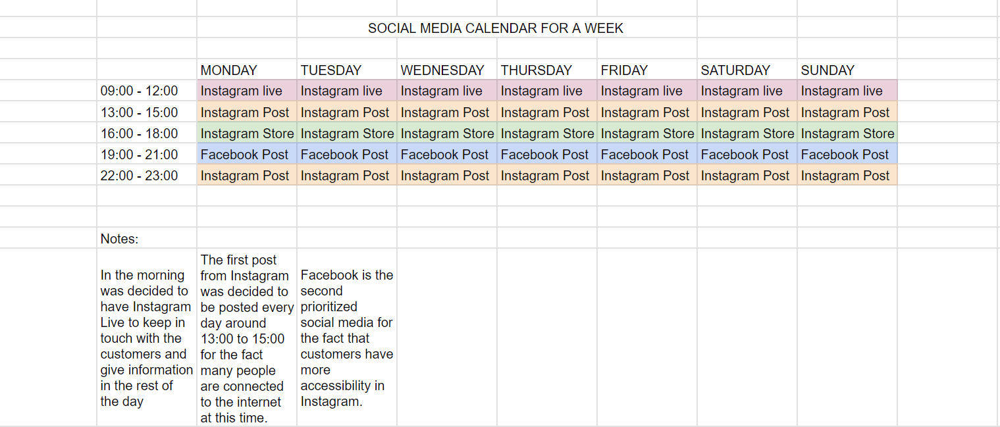 SOCIAL MEDIA CALENDAR FOR A WEEK
MONDAY TUESDAY WEDNESDAY THURSDAY FRIDAY SATURDAY SUNDAY
09:00 - 12:00 Instagram live Instagram live Instagram live Instagram live Instagram live Instagram live Instagram live
13:00 - 15:00 Instagram Post Instagram Post Instagram Post Instagram Post Instagram Post Instagram Post Instagram Post
16:00 - 18:00 Instagram Store Instagram Store Instagram Store Instagram Store Instagram Store Instagram Store Instagram Store
19:00 - 21:00 Facebook Post Facebook Post Facebook Post Facebook Post Facebook Post Facebook Post Facebook Post
22:00 - 23:00 Instagram Post Instagram Post Instagram Post Instagram Post Instagram Post Instagram Post Instagram Post
Notes:
In the morning
was decided to
have Instagram
Live to keep in
touch with the
customers and
give information
in the rest of
the day
The first post
from Instagram
was decided to
be posted every
day around
13:00 to 15:00
for the fact
many people
are connected
to the internet
at this time.
Facebook is the
second
prioritized
social media for
the fact that
customers have
more
accessibility in
Instagram.